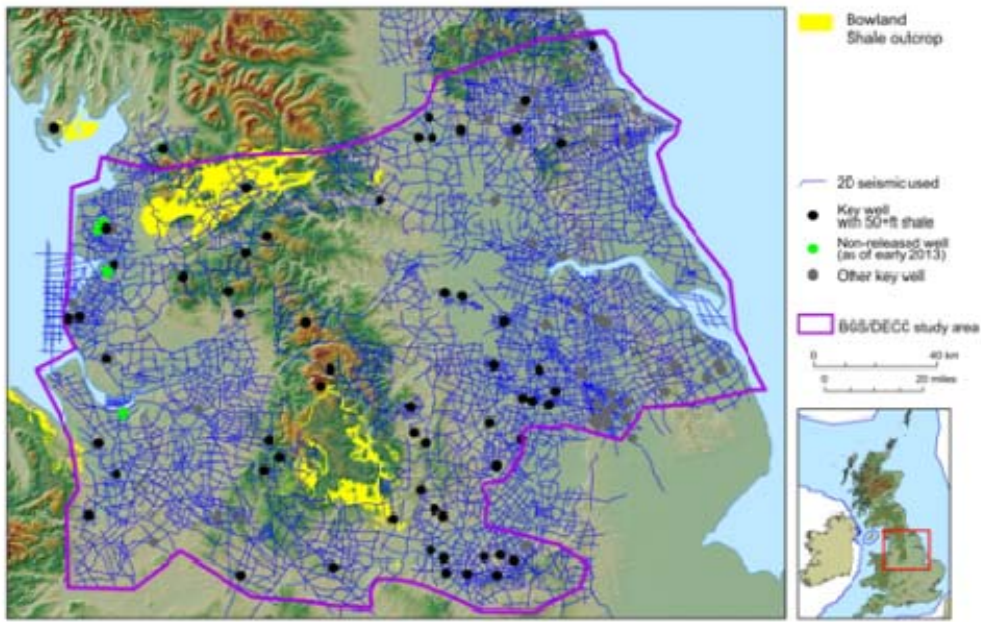 Bowland
Shale outcrop
2D seismic used
Key well
with 50+ft shale
Non-released well
(as of early 2013)
Other key well
BGS/DECC study area
0 40 km
0 20 miles